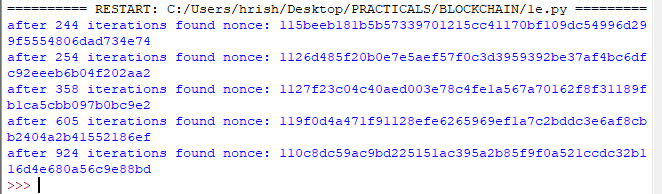 ========== RESTART: C:/Users/hrish/Desktop/PRACTICALS/BLOCKCHAIN/1e.py =========
after 244 iterations found nonce: 115beeb181b5b57339701215cc41170bf109dc54996d29
9f5554806dad734e74
after 254 iterations found nonce: 1126d485f20b0e7e5aef57f0c3d3959392be37af4bc6df
c92eeeb6b04f202aa2
after 358 iterations found nonce: 1127f23c04c40aed003e78c4fe1a567a70162f8f31189f
b1ca5cbb097b0bc9e2
after 605 iterations found nonce: 119f0d4a471f91128efe6265969ef1a7c2bddc3e6af8cb
b2404a2b41552186ef
after 924 iterations found nonce: 110c8dc59ac9bd225151ac395a2b85f9f0a521ccdc32b1
16d4e680a56c9e88bd
>>>